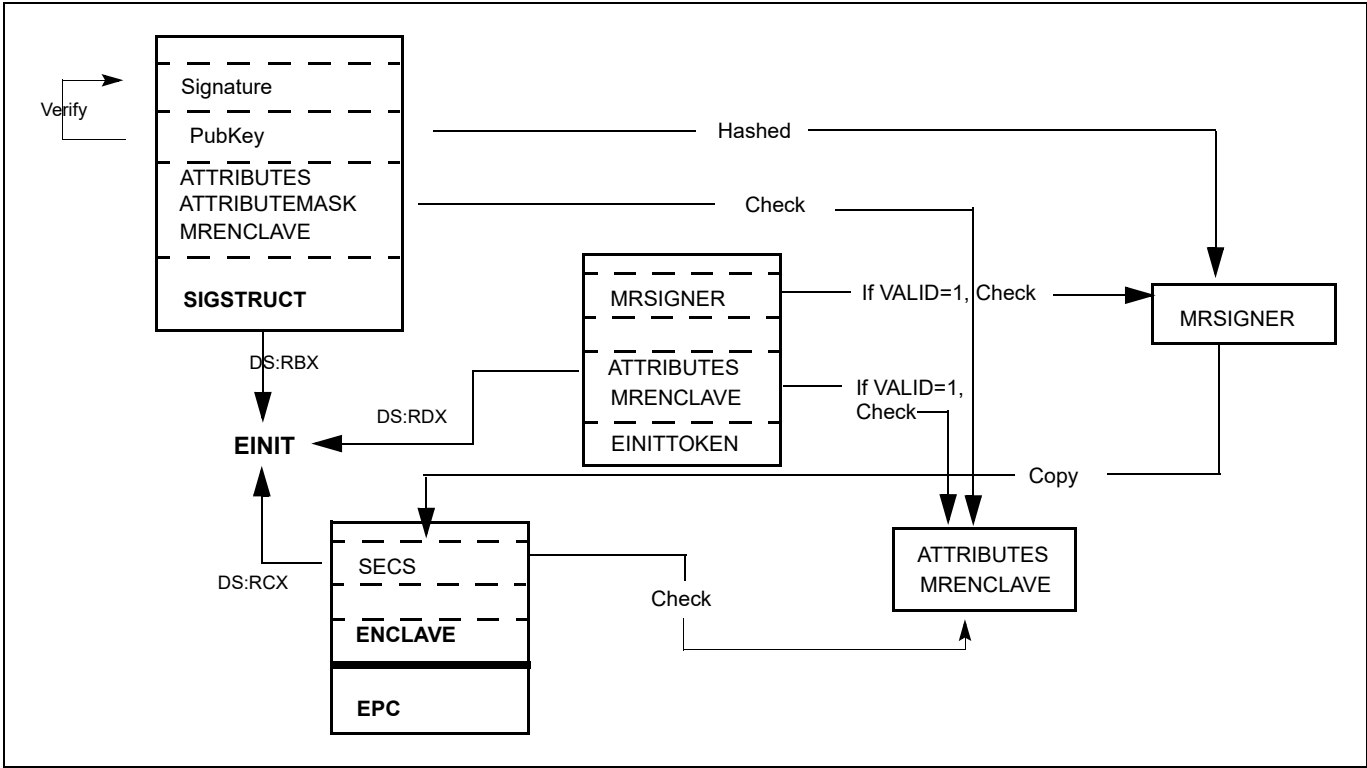 Signature
Verify
PubKey
Hashed
ATTRIBUTES
ATTRIBUTEMASK
MRENCLAVE
Check
SIGSTRUCT
MRSIGNER
If VALID=1, Check
MRSIGNER
DS:RBX
ATTRIBUTES
MRENCLAVE
If VALID=1,
Check
DS:RDX
EINIT
EINITTOKEN
Copy
SECS
DS:RCX
Check
ATTRIBUTES
MRENCLAVE
ENCLAVE
EPC